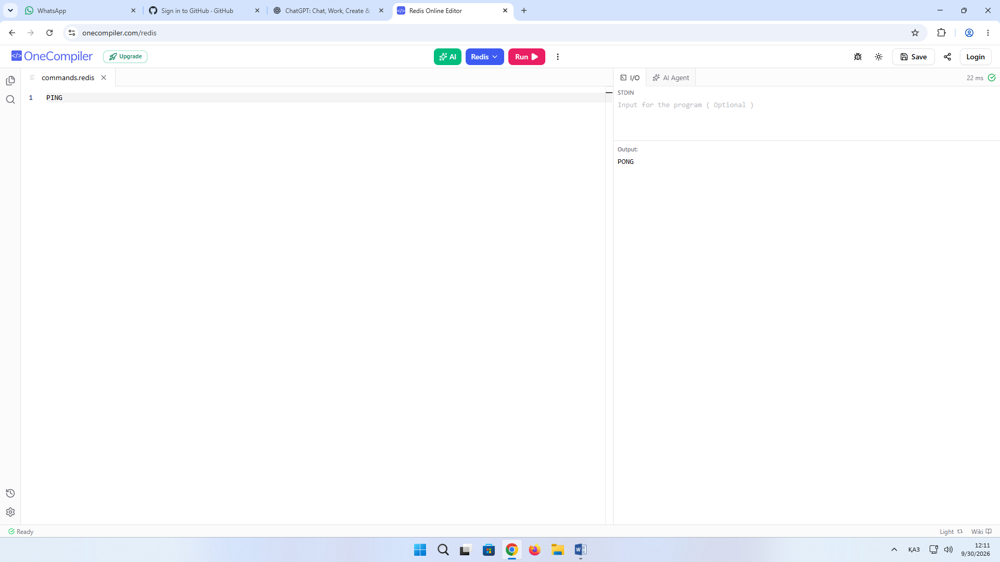 WhatsApp
Sign in to GitHub · GitHub
ChatGPT: Chat, Work, Create &
Redis Online Editor
onecompiler.com/redis
</> OneCompiler
Upgrade
AI
Redis
Run
Save
Login
commands.redis
I/O
AI Agent
22 ms
1 PING
STDIN
Input for the program ( Optional )
Output:
PONG
Ready
Light
Wiki
ҚАЗ
12:11
9/30/2026